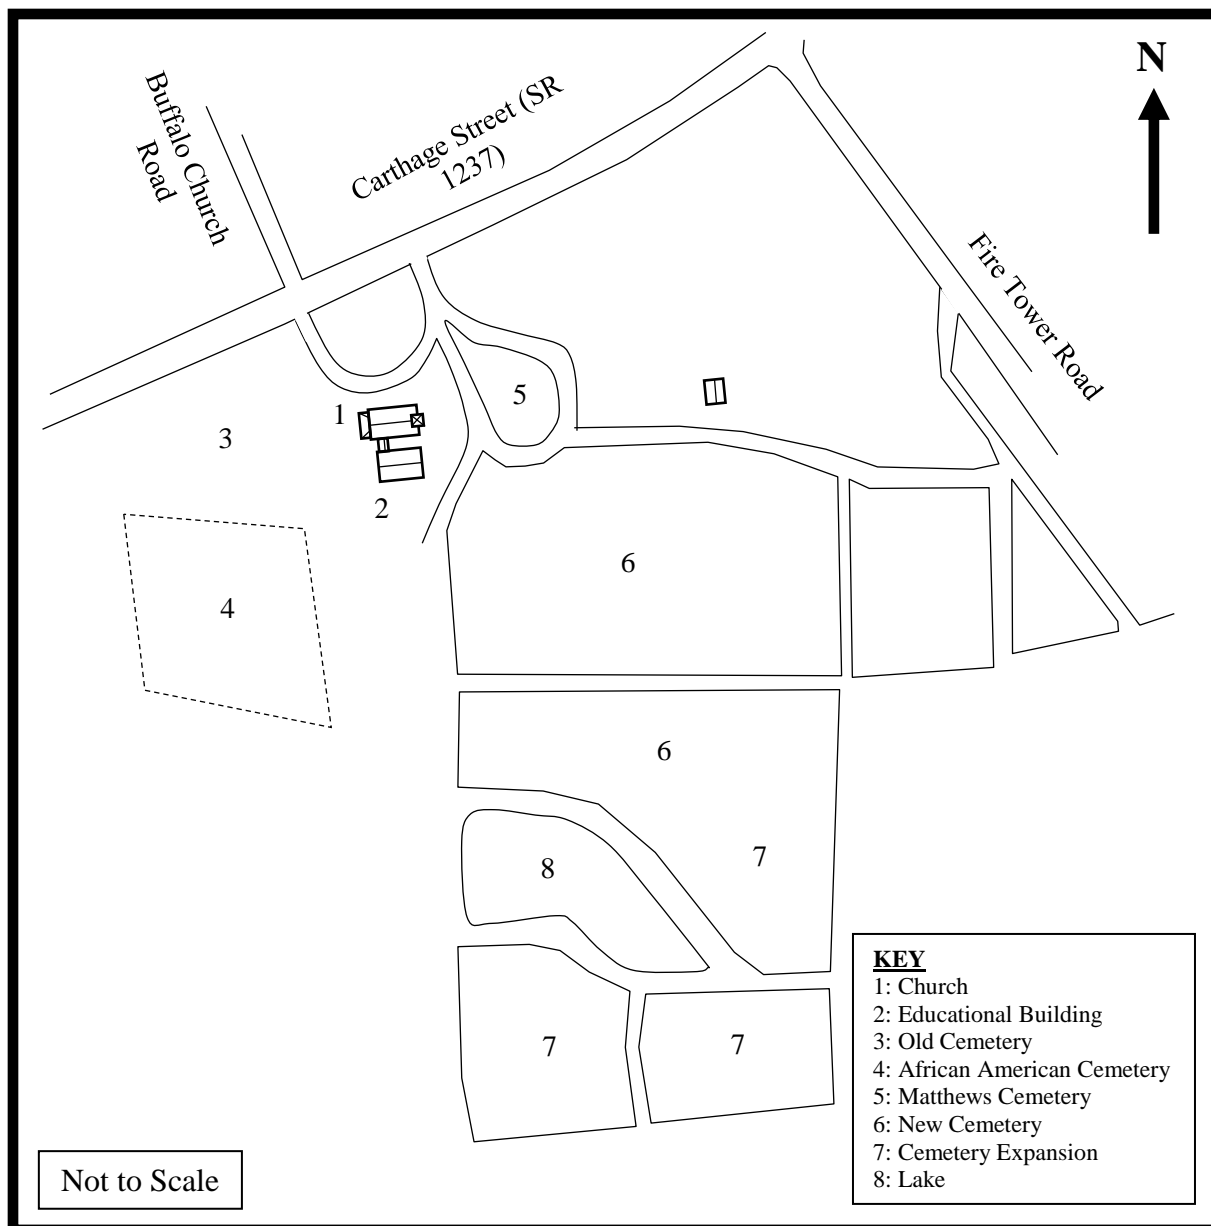 N
Buffalo Church
Road
Carthage Street (SR
1237)
Fire Tower Road
1
5
3
2
6
4
6
7
8
7
7
KEY
1: Church
2: Educational Building
3: Old Cemetery
4: African American Cemetery
5: Matthews Cemetery
6: New Cemetery
7: Cemetery Expansion
8: Lake
Not to Scale